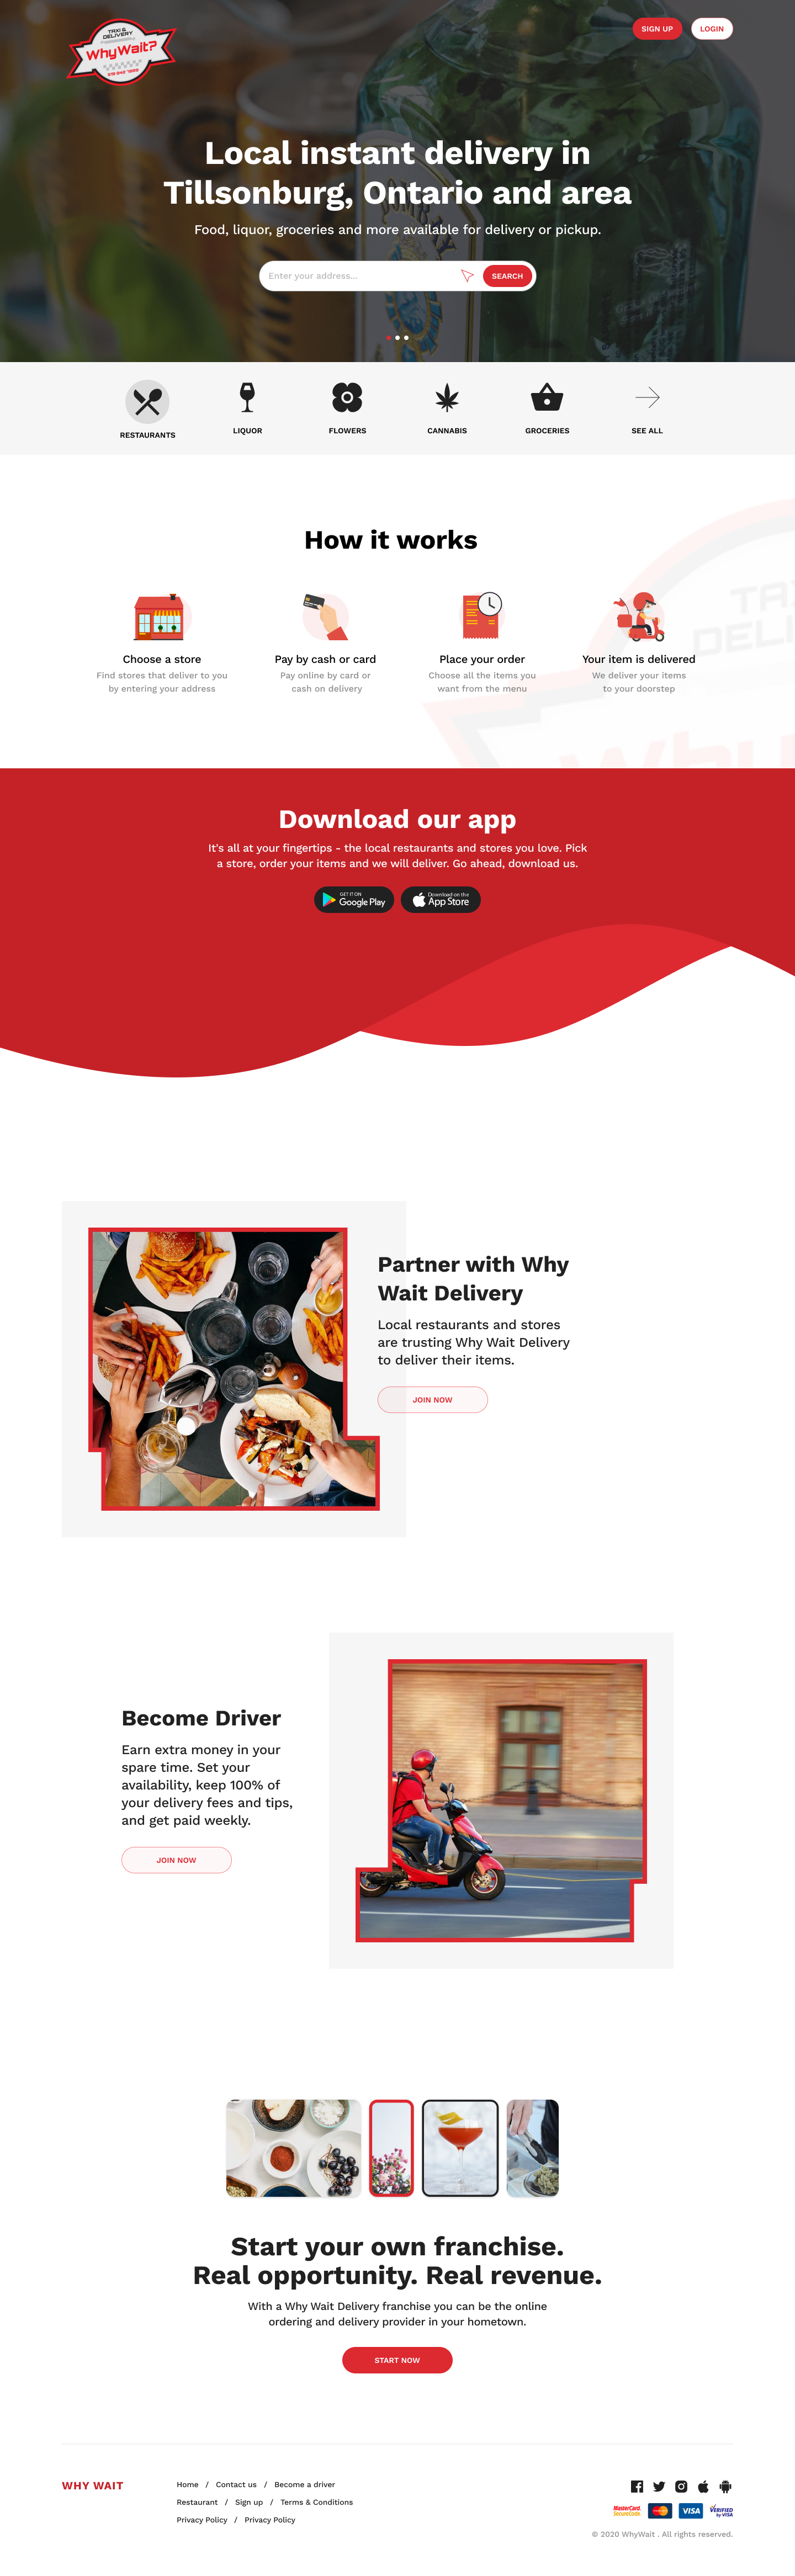 TAXI &
DELIVERY
WhyWait?
SIGN UP
LOGIN
Local instant delivery in
Tillsonburg, Ontario and area
Food, liquor, groceries and more available for delivery or pickup.
Enter your address...
SEARCH
RESTAURANTS
LIQUOR
FLOWERS
CANNABIS
GROCERIES
SEE ALL
How it works
Choose a store
Find stores that deliver to you
by entering your address
Pay by cash or card
Pay online by card or
cash on delivery
Place your order
Choose all the items you
want from the menu
Your item is delivered
We deliver your items
to your doorstep
Download our app
It's all at your fingertips - the local restaurants and stores you love. Pick
a store, order your items and we will deliver. Go ahead, download us.
GET IT ON
Google Play
Download on the
App Store
Partner with Why
Wait Delivery
Local restaurants and stores
are trusting Why Wait Delivery
to deliver their items.
JOIN NOW
Become Driver
Earn extra money in your
spare time. Set your
availability, keep 100% of
your delivery fees and tips,
and get paid weekly.
JOIN NOW
Start your own franchise.
Real opportunity. Real revenue.
With a Why Wait Delivery franchise you can be the online
ordering and delivery provider in your hometown.
START NOW
WHY WAIT
Home / Contact us / Become a driver
Restaurant / Sign up / Terms & Conditions
Privacy Policy / Privacy Policy
MasterCard.
SecureCode
MasterCard
VISA
VERIFIED
by VISA
© 2020 WhyWait . All rights reserved.